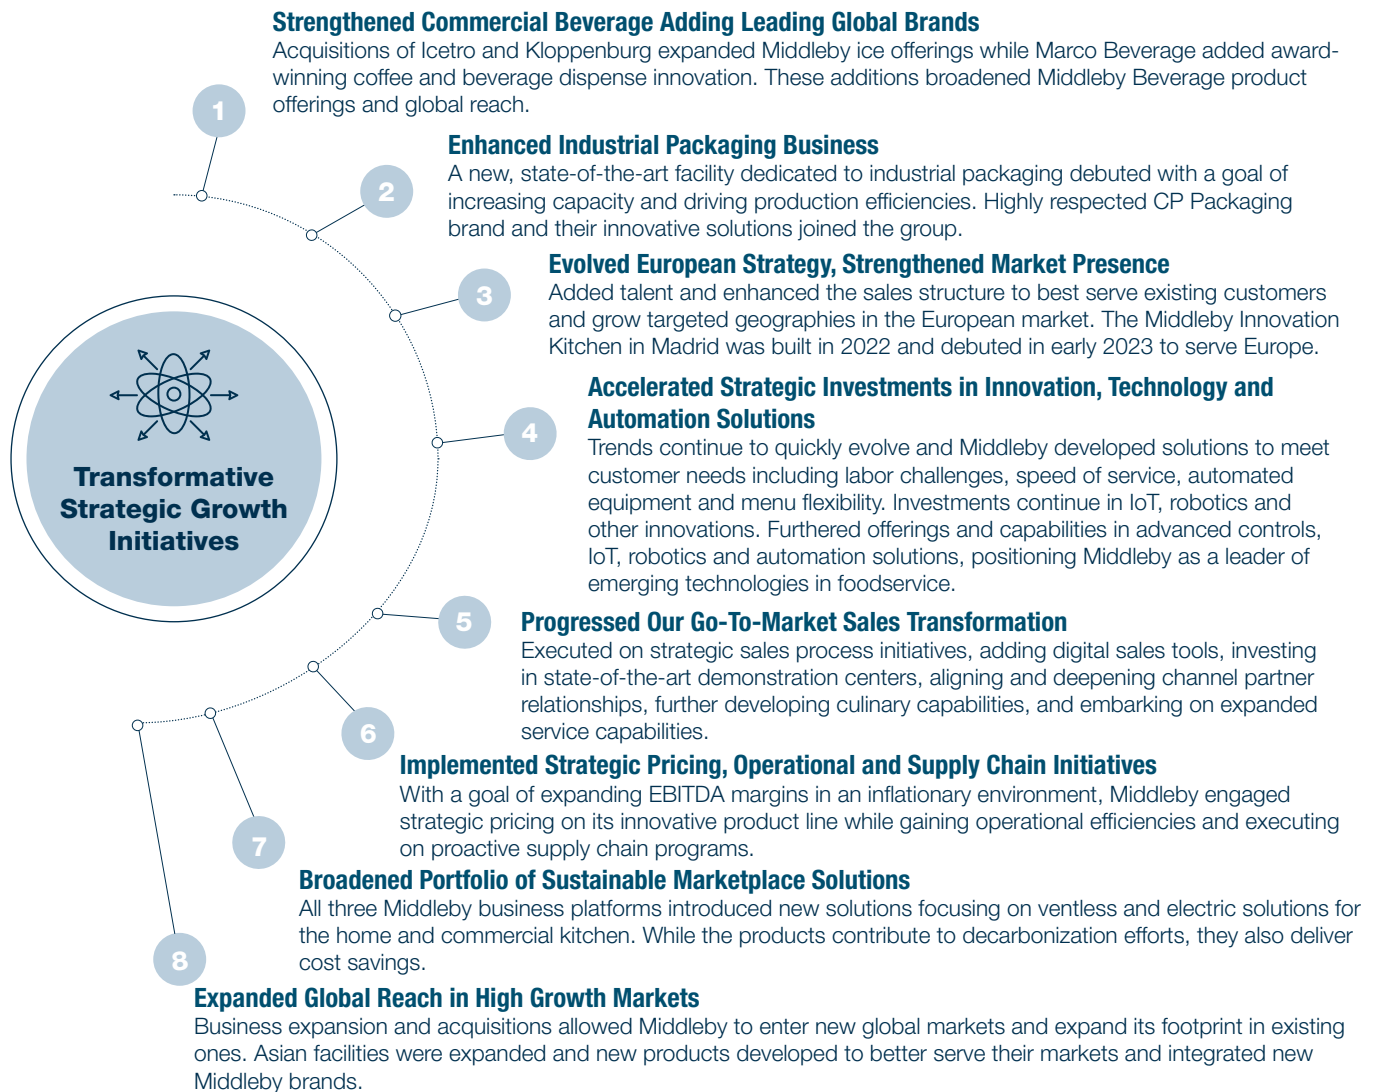 Strengthened Commercial Beverage Adding Leading Global Brands
Acquisitions of Icetro and Kloppenburg expanded Middleby ice offerings while Marco Beverage added award-
winning coffee and beverage dispense innovation. These additions broadened Middleby Beverage product
offerings and global reach.
1
Enhanced Industrial Packaging Business
A new, state-of-the-art facility dedicated to industrial packaging debuted with a goal of
increasing capacity and driving production efficiencies. Highly respected CP Packaging
brand and their innovative solutions joined the group.
2
Evolved European Strategy, Strengthened Market Presence
Added talent and enhanced the sales structure to best serve existing customers
and grow targeted geographies in the European market. The Middleby Innovation
Kitchen in Madrid was built in 2022 and debuted in early 2023 to serve Europe.
3
Accelerated Strategic Investments in Innovation, Technology and
Automation Solutions
Trends continue to quickly evolve and Middleby developed solutions to meet
customer needs including labor challenges, speed of service, automated
equipment and menu flexibility. Investments continue in IoT, robotics and
other innovations. Furthered offerings and capabilities in advanced controls,
IoT, robotics and automation solutions, positioning Middleby as a leader of
emerging technologies in foodservice.
4
Transformative
Strategic Growth
Initiatives
5
Progressed Our Go-To-Market Sales Transformation
Executed on strategic sales process initiatives, adding digital sales tools, investing
in state-of-the-art demonstration centers, aligning and deepening channel partner
relationships, further developing culinary capabilities, and embarking on expanded
service capabilities.
6
Implemented Strategic Pricing, Operational and Supply Chain Initiatives
With a goal of expanding EBITDA margins in an inflationary environment, Middleby engaged
strategic pricing on its innovative product line while gaining operational efficiencies and executing
on proactive supply chain programs.
7
Broadened Portfolio of Sustainable Marketplace Solutions
All three Middleby business platforms introduced new solutions focusing on ventless and electric solutions for
the home and commercial kitchen. While the products contribute to decarbonization efforts, they also deliver
cost savings.
8
Expanded Global Reach in High Growth Markets
Business expansion and acquisitions allowed Middleby to enter new global markets and expand its footprint in existing
ones. Asian facilities were expanded and new products developed to better serve their markets and integrated new
Middleby brands.